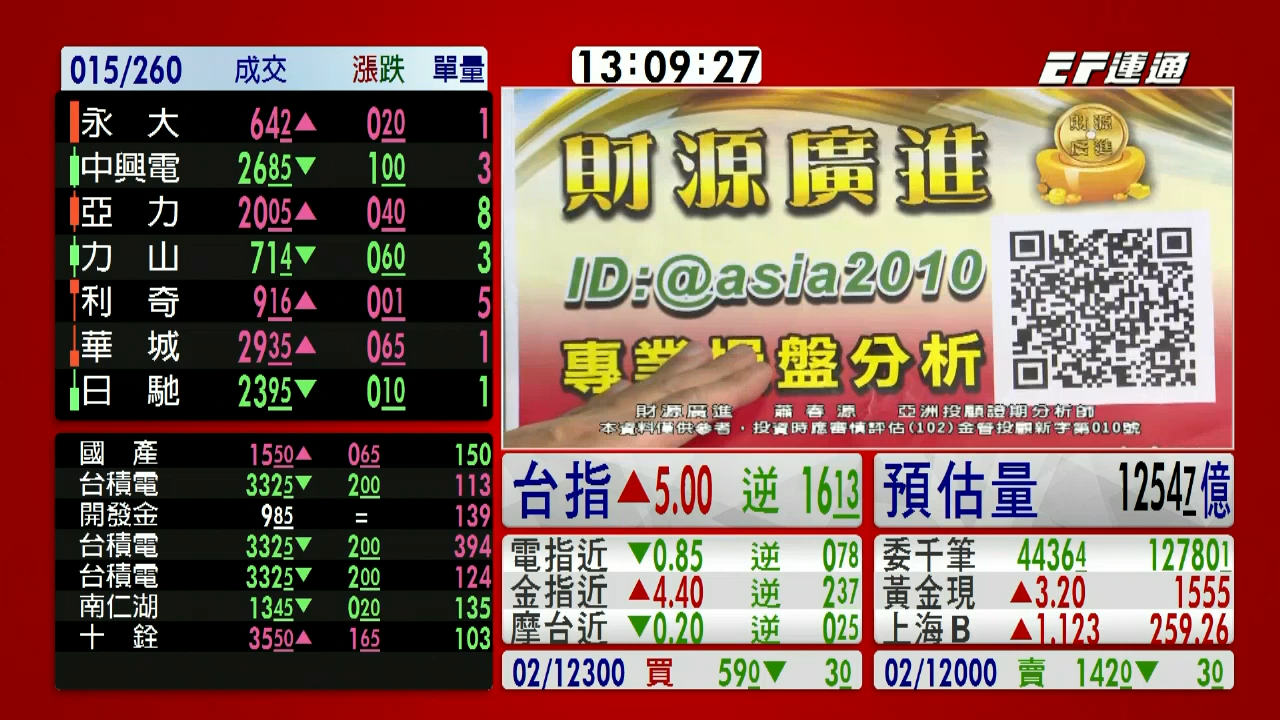 015/260 成交 漲跌 單量
永大 642▲ 020 1
中興電 2685▼ 100 3
亞力 2005▲ 040 8
力山 714▼ 060 3
利奇 916▲ 001 5
華城 2935▲ 065 1
日馳 2395▼ 010 1
國產 1550▲ 065 150
台積電 3325▼ 200 113
開發金 985 = 139
台積電 3325▼ 200 394
台積電 3325▼ 200 124
南仁湖 1345▼ 020 135
十銓 3550▲ 165 103
13:09:27
EF運通
財源廣進
財源廣進
ID:@asia2010
專業 盤分析
財源廣進 蕭春源 亞洲投顧證期分析師
本資料僅供參考,投資時應審慎評估(102)金管投顧新字第010號
台指▲5.00 逆 1613
預估量 12547億
電指近 ▼0.85 逆 078
金指近 ▲4.40 逆 237
摩台近 ▼0.20 逆 025
委千筆 44364 127801
黃金現 ▲3.20 1555
上海B ▲1.123 259.26
02/12300 買 590▼ 30
02/12000 賣 1420▼ 30